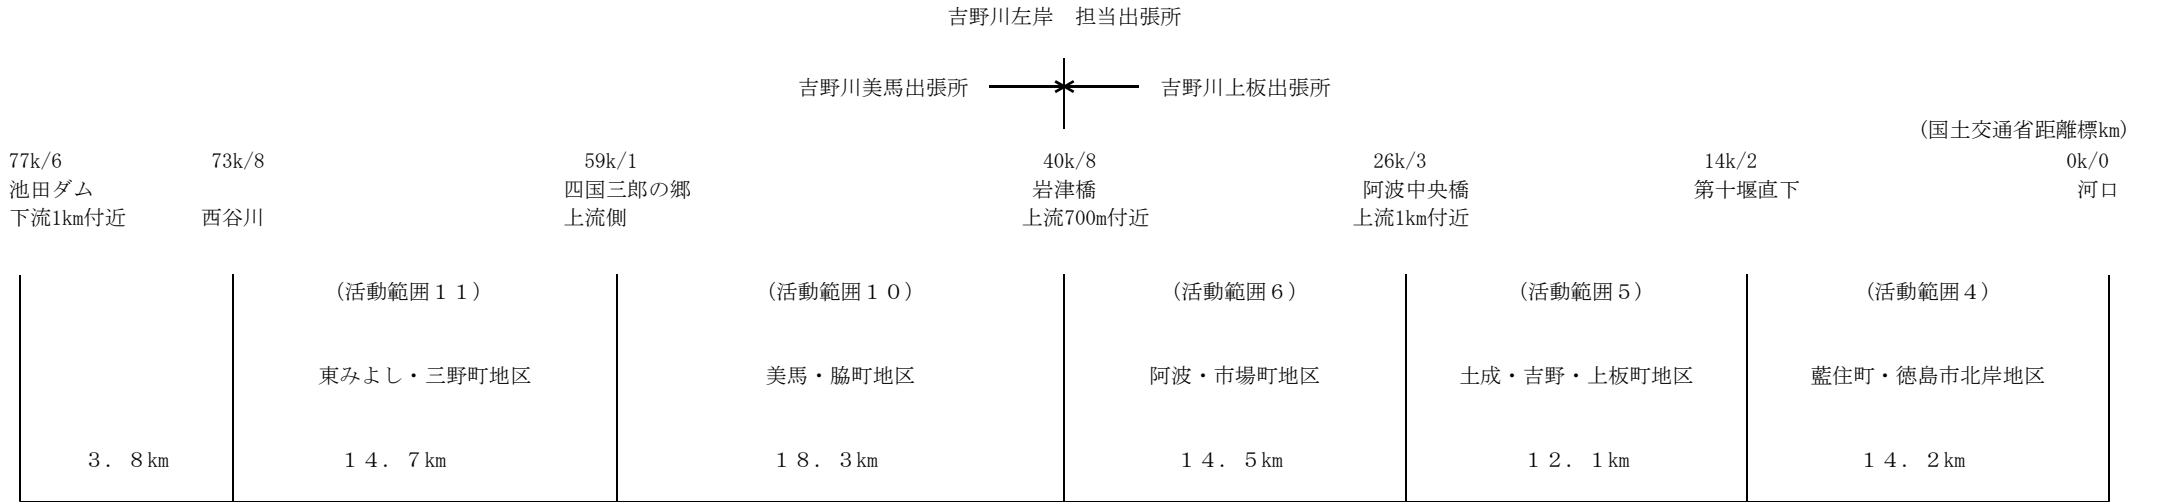 吉野川左岸　担当出張所
吉野川美馬出張所　吉野川上板出張所
(国土交通省距離標km)
77k/6　73k/8　59k/1　40k/8　26k/3　14k/2　0k/0
池田ダム　四国三郎の郷　岩津橋　阿波中央橋　第十堰直下　河口
下流1km付近　西谷川　上流側　上流700m付近　上流1km付近
(活動範囲１１)　(活動範囲１０)　(活動範囲６)　(活動範囲５)　(活動範囲４)
東みよし・三野町地区　美馬・脇町地区　阿波・市場町地区　土成・吉野・上板町地区　藍住町・徳島市北岸地区
３．８km　１４．７km　１８．３km　１４．５km　１２．１km　１４．２km